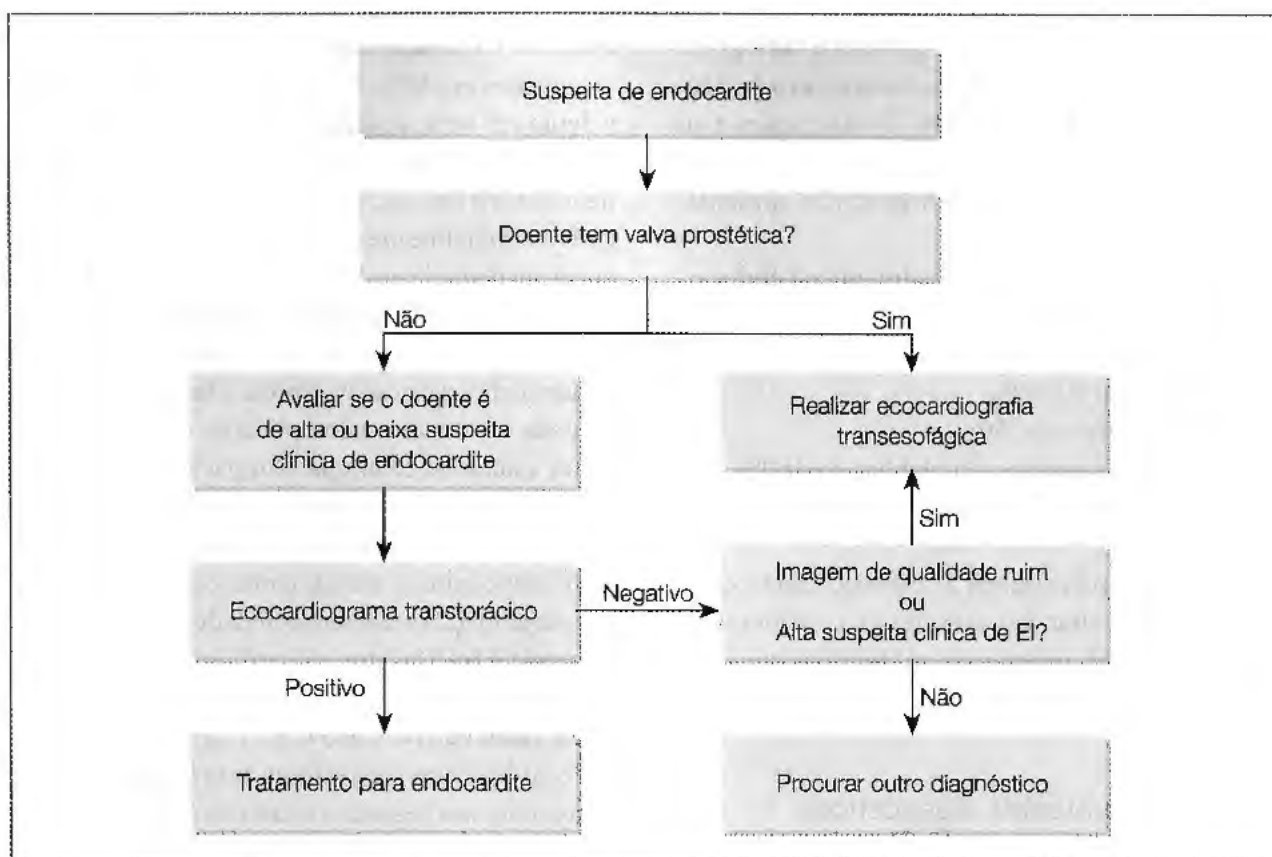 Suspeita de endocardite
Doente tem valva prostética?
Não
Sim
Avaliar se o doente é
de alta ou baixa suspeita
clínica de endocardite
Realizar ecocardiografia
transesofágica
Sim
Ecocardiograma transtorácico
Negativo
Imagem de qualidade ruim
ou
Alta suspeita clínica de EI?
Positivo
Não
Tratamento para endocardite
Procurar outro diagnóstico